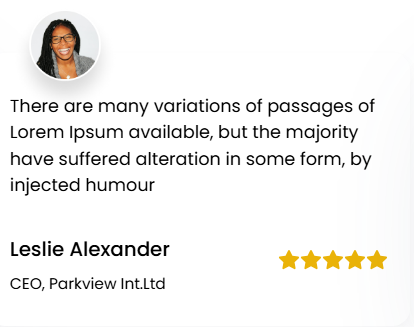 There are many variations of passages of
Lorem Ipsum available, but the majority
have suffered alteration in some form, by
injected humour
Leslie Alexander
CEO, Parkview Int.Ltd